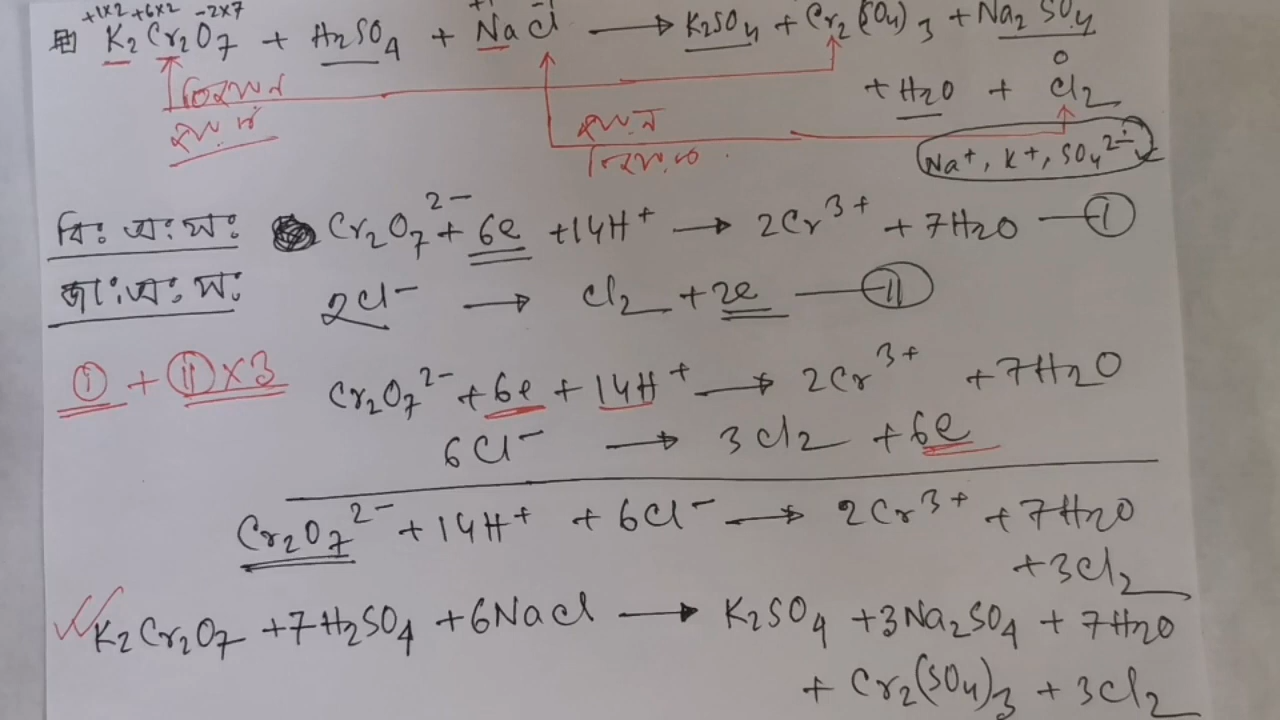 +1×2 +6×2 -2×7
K2Cr2O7 + H2SO4 + NaCl → K2SO4 + Cr2(SO4)3 + Na2SO4
0
+ H2O + Cl2
বিজারন
জারন
Na+, K+, SO4 2-
বিঃ অঃ সঃ Cr2O7 2- + 6e + 14H+ → 2Cr3+ + 7H2O — I
জাঃ অঃ সঃ 2Cl- → Cl2 + 2e — II
I + II × 3 Cr2O7 2- + 6e + 14H+ → 2Cr3+ + 7H2O
6Cl- → 3Cl2 + 6e
Cr2O7 2- + 14H+ + 6Cl- → 2Cr3+ + 7H2O
+ 3Cl2
K2Cr2O7 + 7H2SO4 + 6NaCl → K2SO4 + 3Na2SO4 + 7H2O
+ Cr2(SO4)3 + 3Cl2